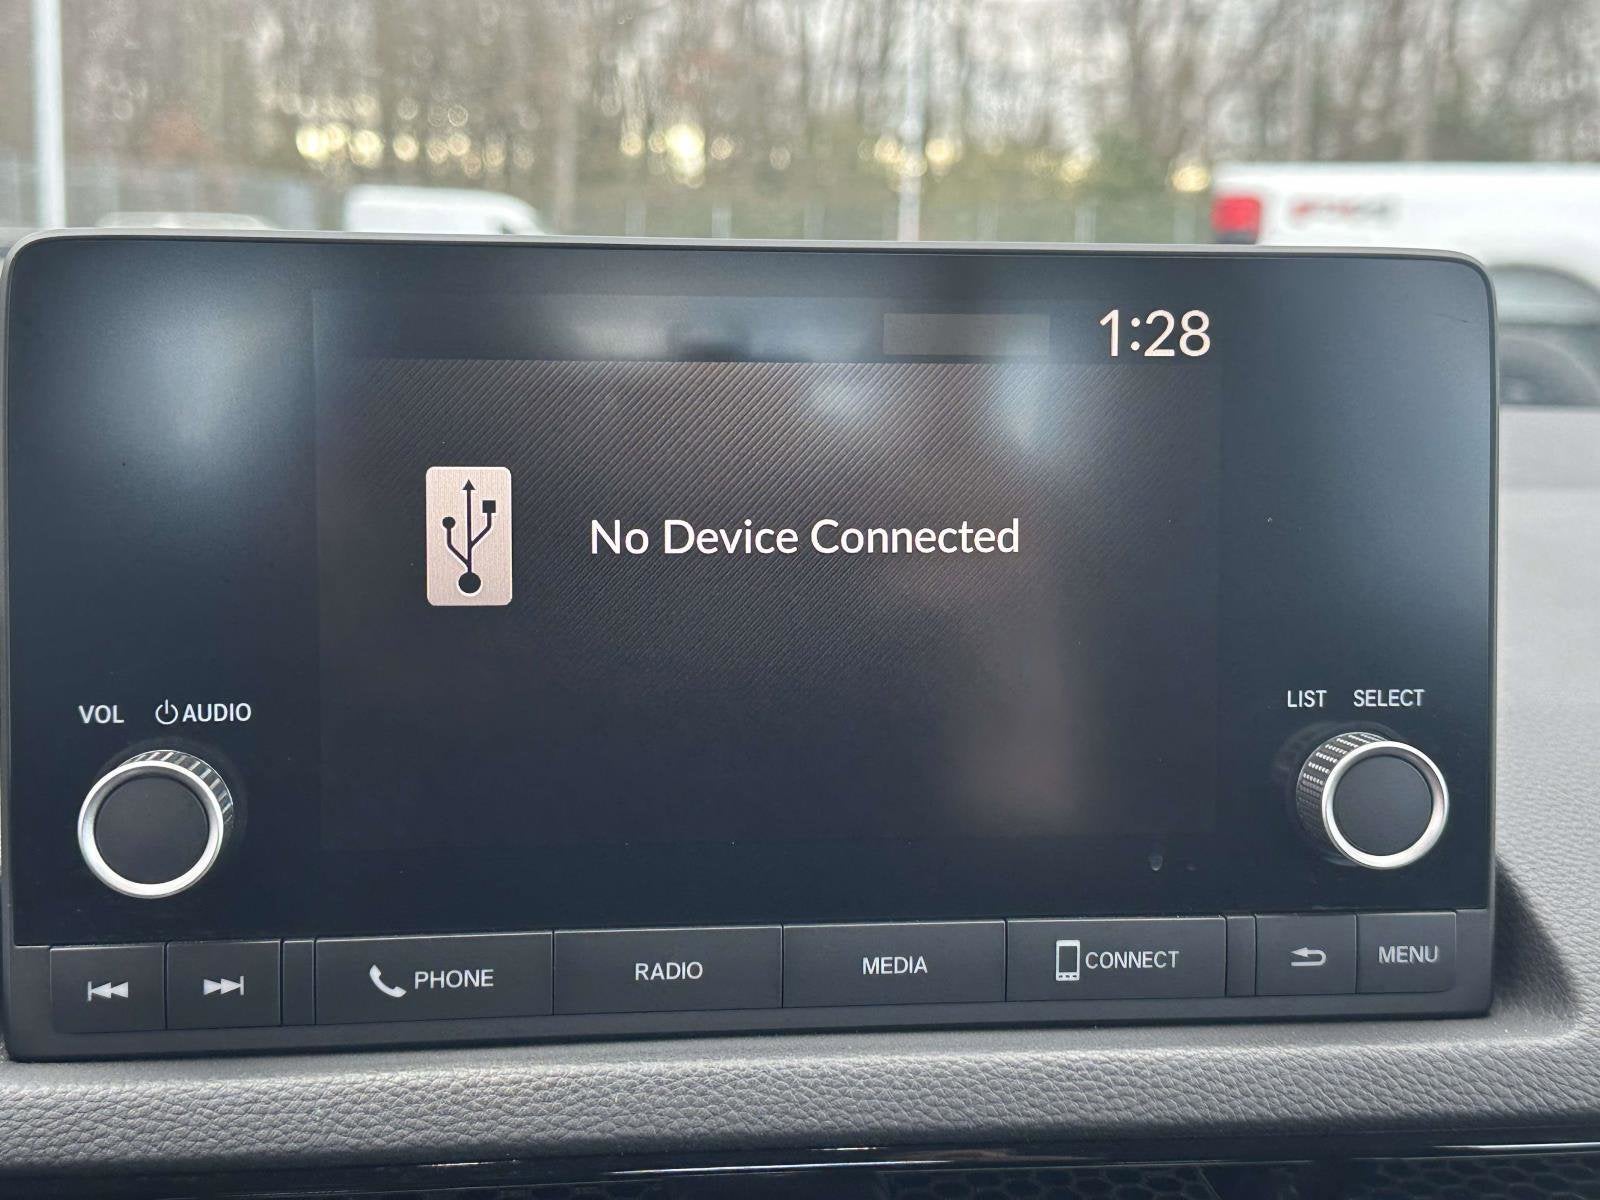 1:28
No Device Connected
VOL AUDIO
LIST SELECT
PHONE RADIO MEDIA CONNECT MENU